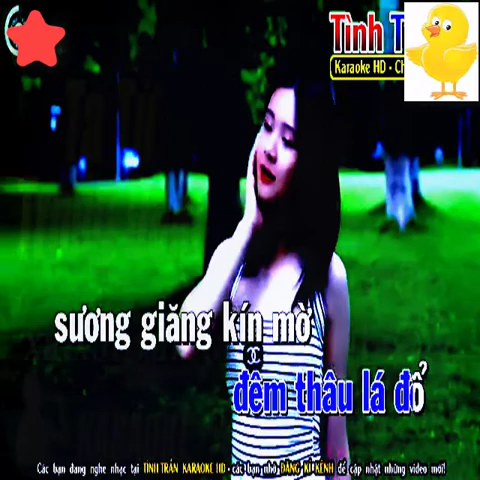 Tình T
Karaoke HD - Ch
sương giăng kín mờ
đêm thâu lá đổ
Các bạn đang nghe nhạc tại TÌNH TRẦN KARAOKE HD - các bạn nhớ ĐĂNG KÍ KÊNH để cập nhật những video mới!